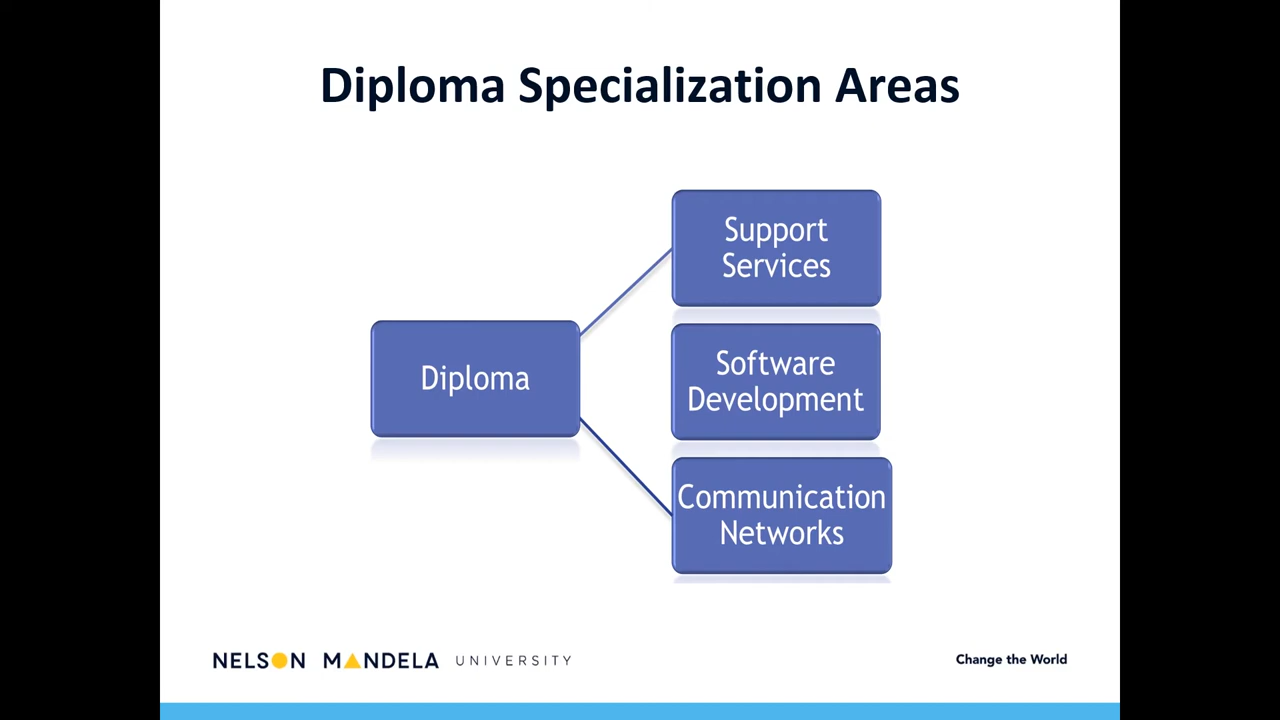 Diploma Specialization Areas
Support
Services
Diploma
Software
Development
Communication
Networks
NELSON MANDELA UNIVERSITY
Change the World